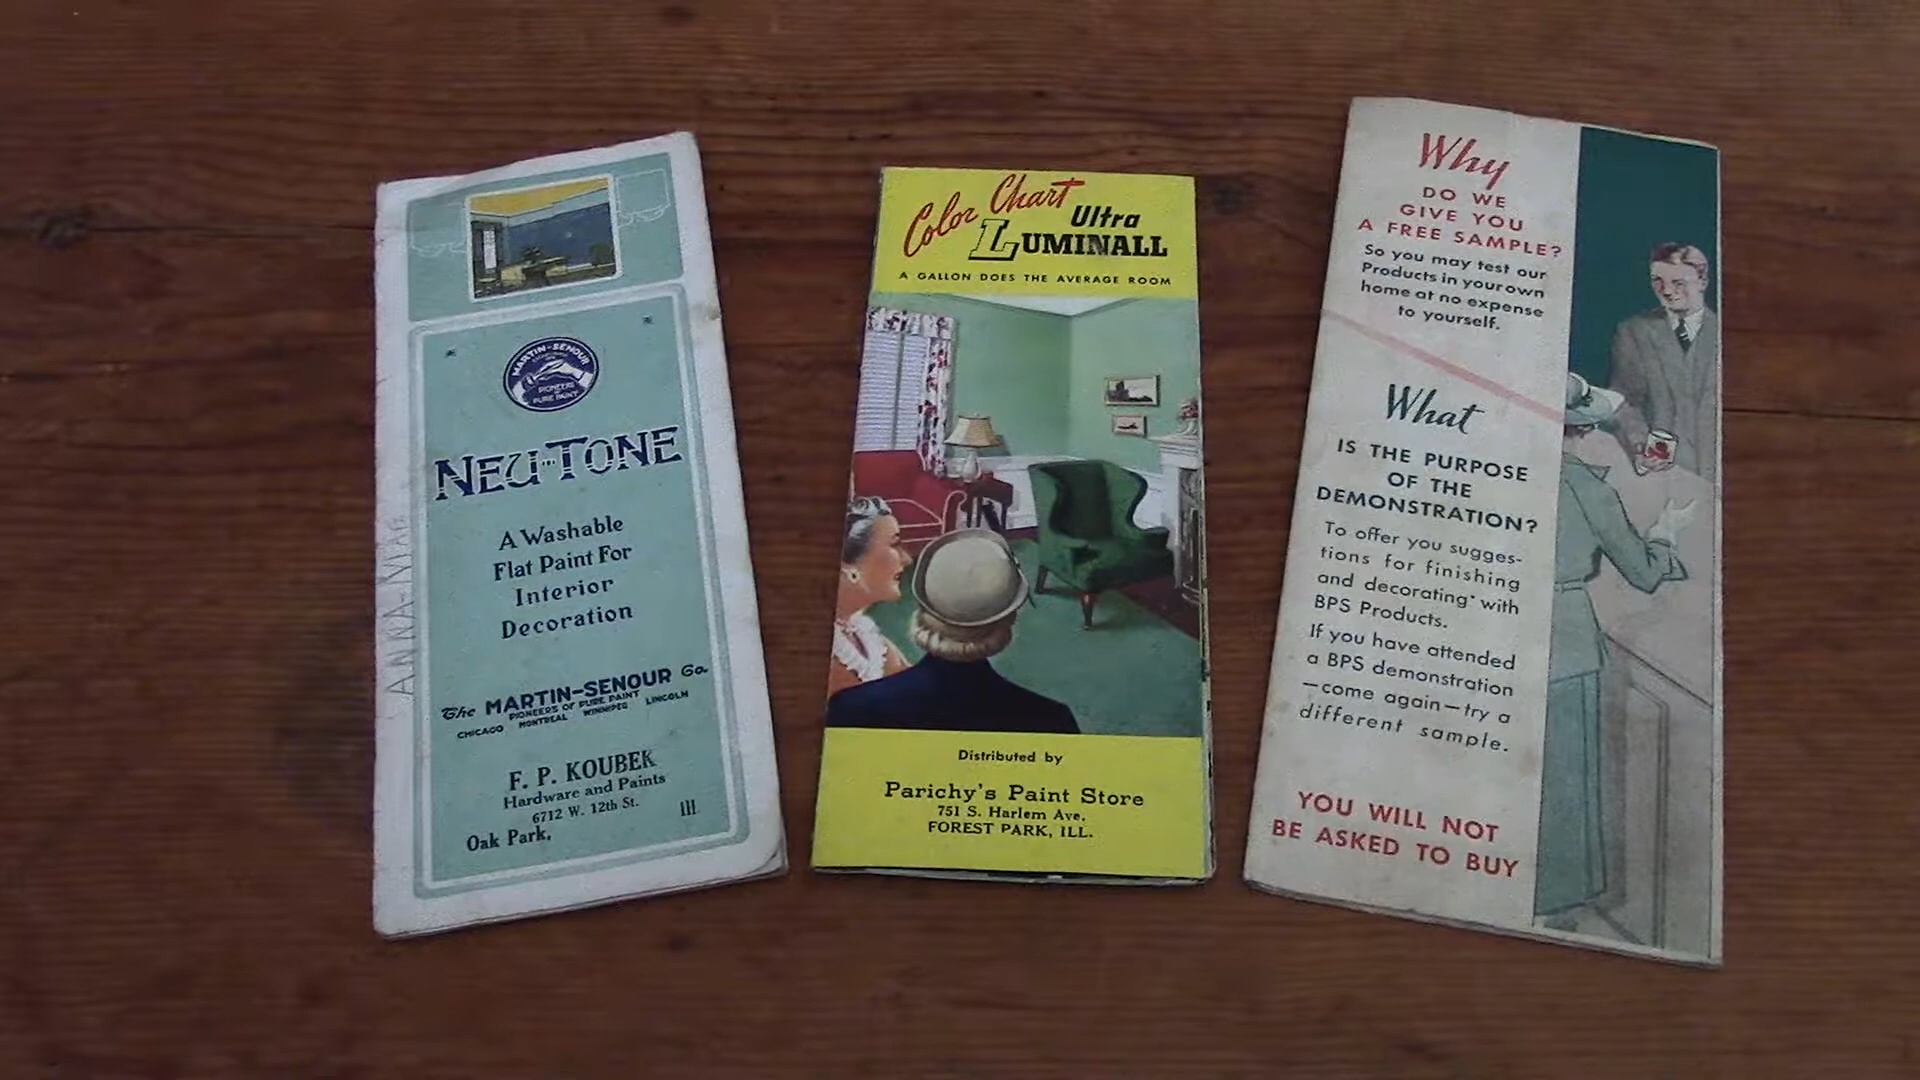 MARTIN-SENOUR
PIONEERS
OF
PURE PAINT
NEU-TONE
A Washable
Flat Paint For
Interior
Decoration
The MARTIN-SENOUR Co.
PIONEERS OF PURE PAINT
CHICAGO MONTREAL WINNIPEG LINCOLN
F. P. KOUBEK
Hardware and Paints
6712 W. 12th St.
Oak Park, Ill.
Color Chart
Ultra
LUMINALL
A GALLON DOES THE AVERAGE ROOM
Distributed by
Parichy's Paint Store
751 S. Harlem Ave.
FOREST PARK, ILL.
Why
DO WE
GIVE YOU
A FREE SAMPLE?
So you may test our
Products in your own
home at no expense
to yourself.
What
IS THE PURPOSE
OF THE
DEMONSTRATION?
To offer you sugges-
tions for finishing
and decorating with
BPS Products.
If you have attended
a BPS demonstration
—come again—try a
different sample.
YOU WILL NOT
BE ASKED TO BUY